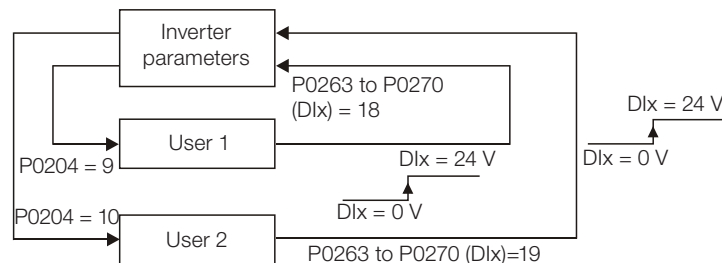 Inverter
parameters
P0263 to P0270
(DIx) = 18
DIx = 24 V
DIx = 0 V
User 1
P0204 = 9
DIx = 24 V
DIx = 0 V
P0204 = 10
User 2
P0263 to P0270 (DIx)=19